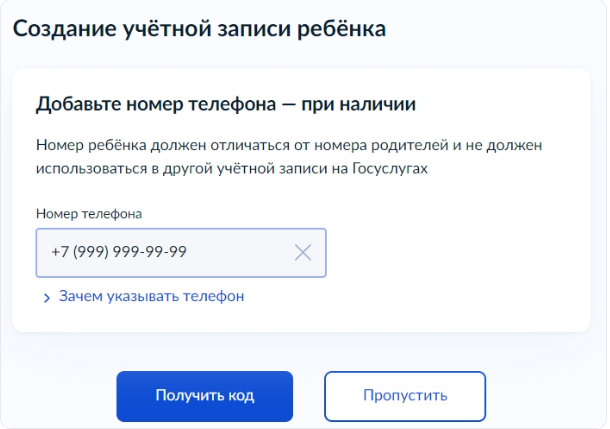 Создание учётной записи ребёнка
Добавьте номер телефона — при наличии
Номер ребёнка должен отличаться от номера родителей и не должен
использоваться в другой учётной записи на Госуслугах
Номер телефона
+7 (999) 999-99-99
Зачем указывать телефон
Получить код
Пропустить